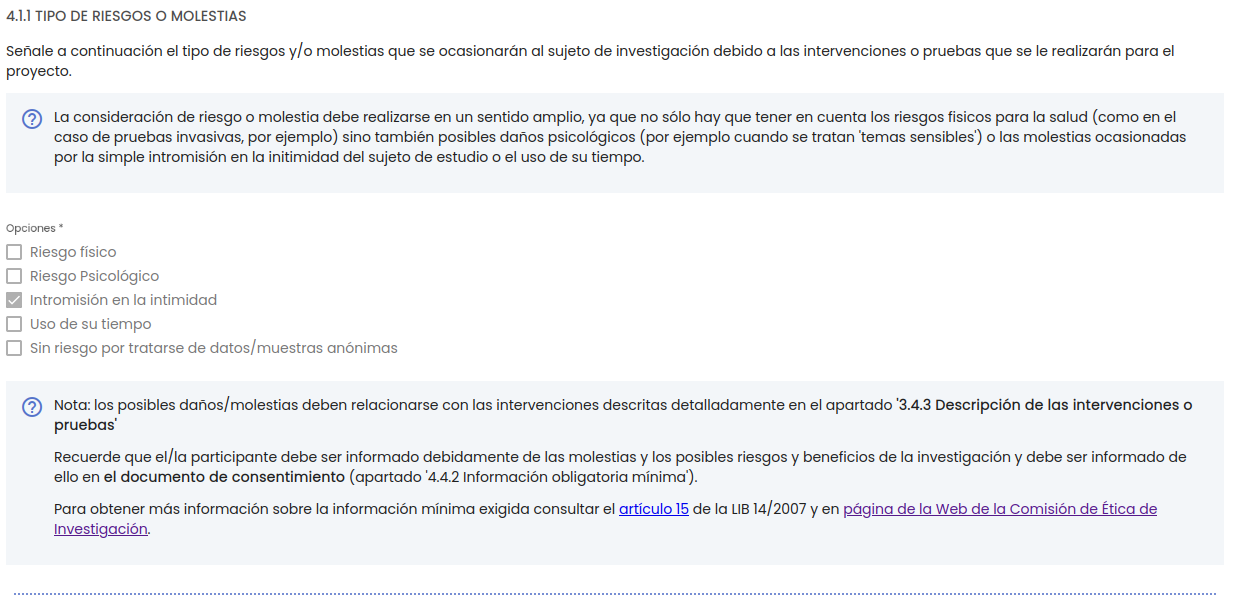 4.1.1 TIPO DE RIESGOS O MOLESTIAS
Señale a continuación el tipo de riesgos y/o molestias que se ocasionarán al sujeto de investigación debido a las intervenciones o pruebas que se le realizarán para el
proyecto.
La consideración de riesgo o molestia debe realizarse en un sentido amplio, ya que no sólo hay que tener en cuenta los riesgos fisicos para la salud (como en el
caso de pruebas invasivas, por ejemplo) sino también posibles daños psicológicos (por ejemplo cuando se tratan 'temas sensibles') o las molestias ocasionadas
por la simple intromisión en la initimidad del sujeto de estudio o el uso de su tiempo.
Opciones *
Riesgo físico
Riesgo Psicológico
Intromisión en la intimidad
Uso de su tiempo
Sin riesgo por tratarse de datos/muestras anónimas
Nota: los posibles daños/molestias deben relacionarse con las intervenciones descritas detalladamente en el apartado '3.4.3 Descripción de las intervenciones o
pruebas'
Recuerde que el/la participante debe ser informado debidamente de las molestias y los posibles riesgos y beneficios de la investigación y debe ser informado de
ello en el documento de consentimiento (apartado '4.4.2 Información obligatoria mínima').
Para obtener más información sobre la información mínima exigida consultar el artículo 15 de la LIB 14/2007 y en página de la Web de la Comisión de Ética de
Investigación.